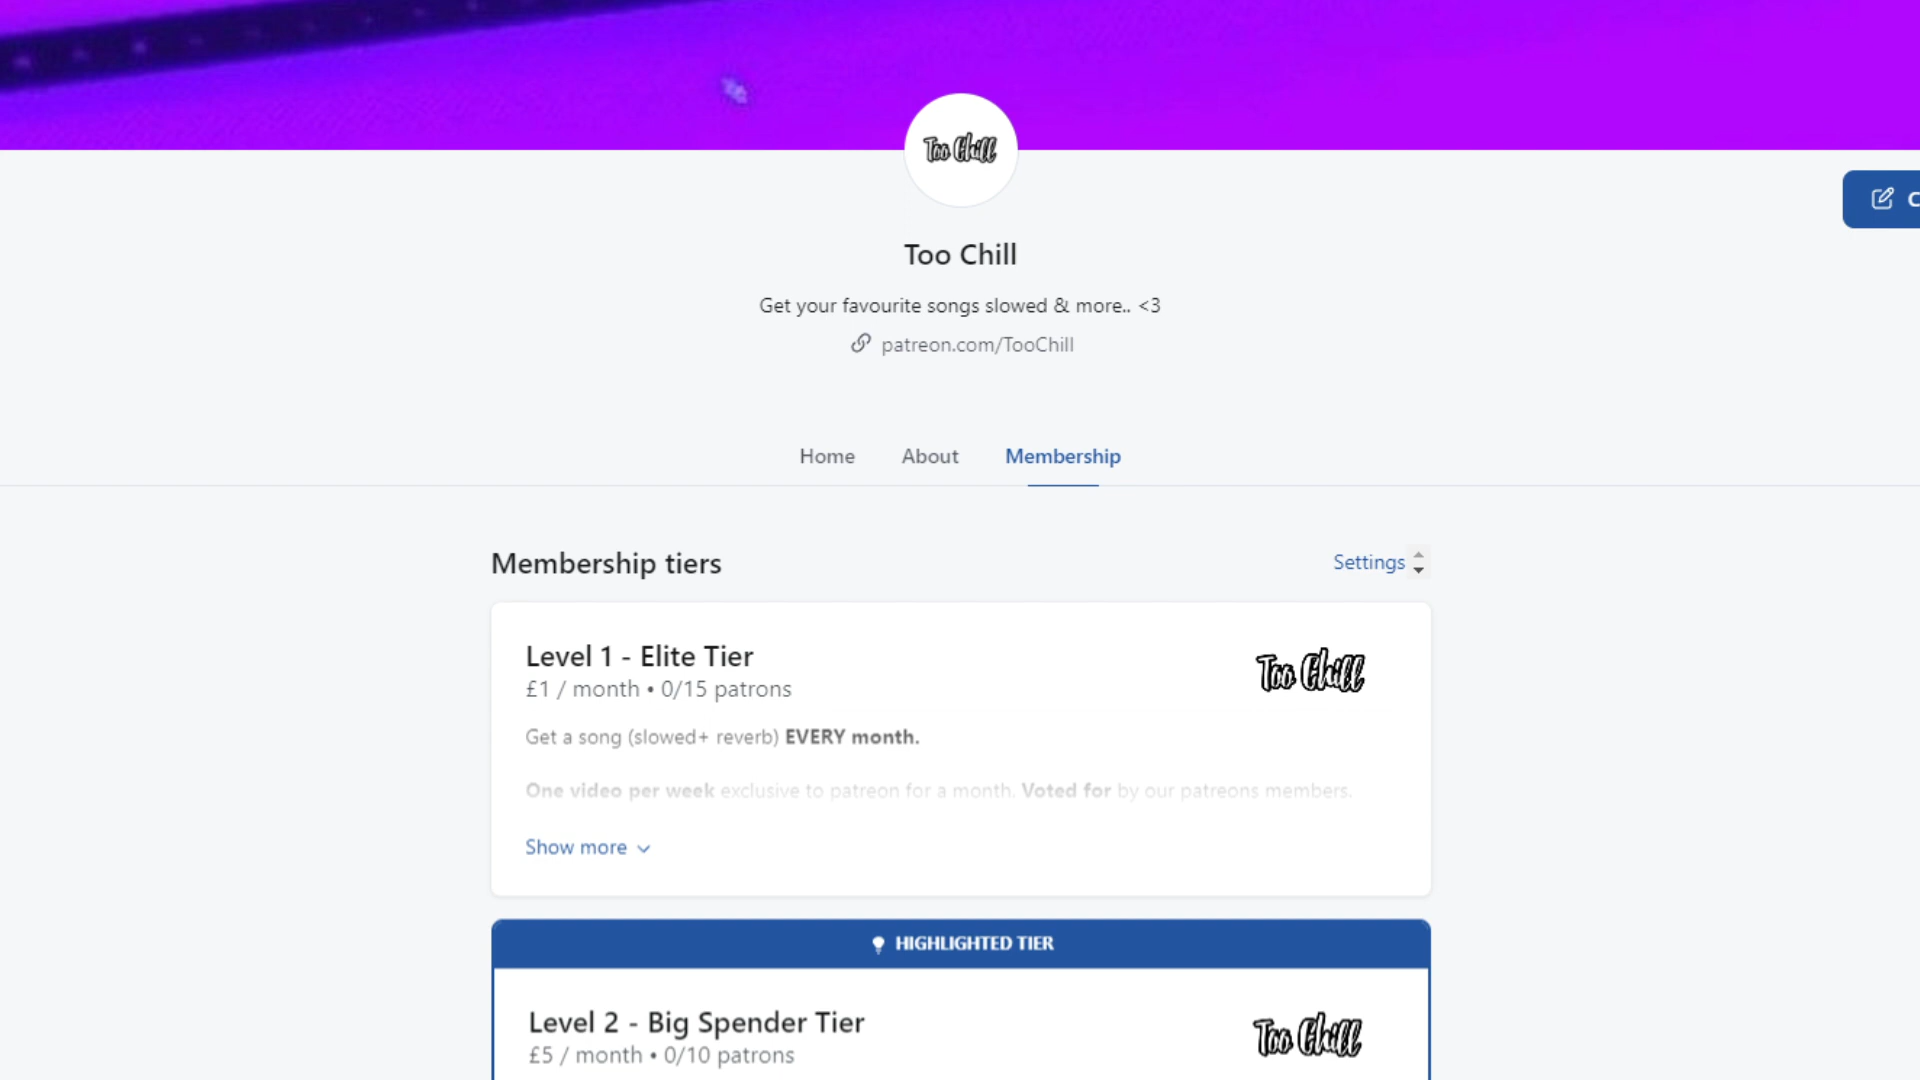 Too Chill
C
Too Chill
Get your favourite songs slowed & more.. <3
patreon.com/TooChill
Home About Membership
Membership tiers Settings
Level 1 - Elite Tier Too Chill
£1 / month • 0/15 patrons
Get a song (slowed+ reverb) EVERY month.
One video per week exclusive to patreon for a month. Voted for by our patreons members.
Show more
HIGHLIGHTED TIER
Level 2 - Big Spender Tier Too Chill
£5 / month • 0/10 patrons